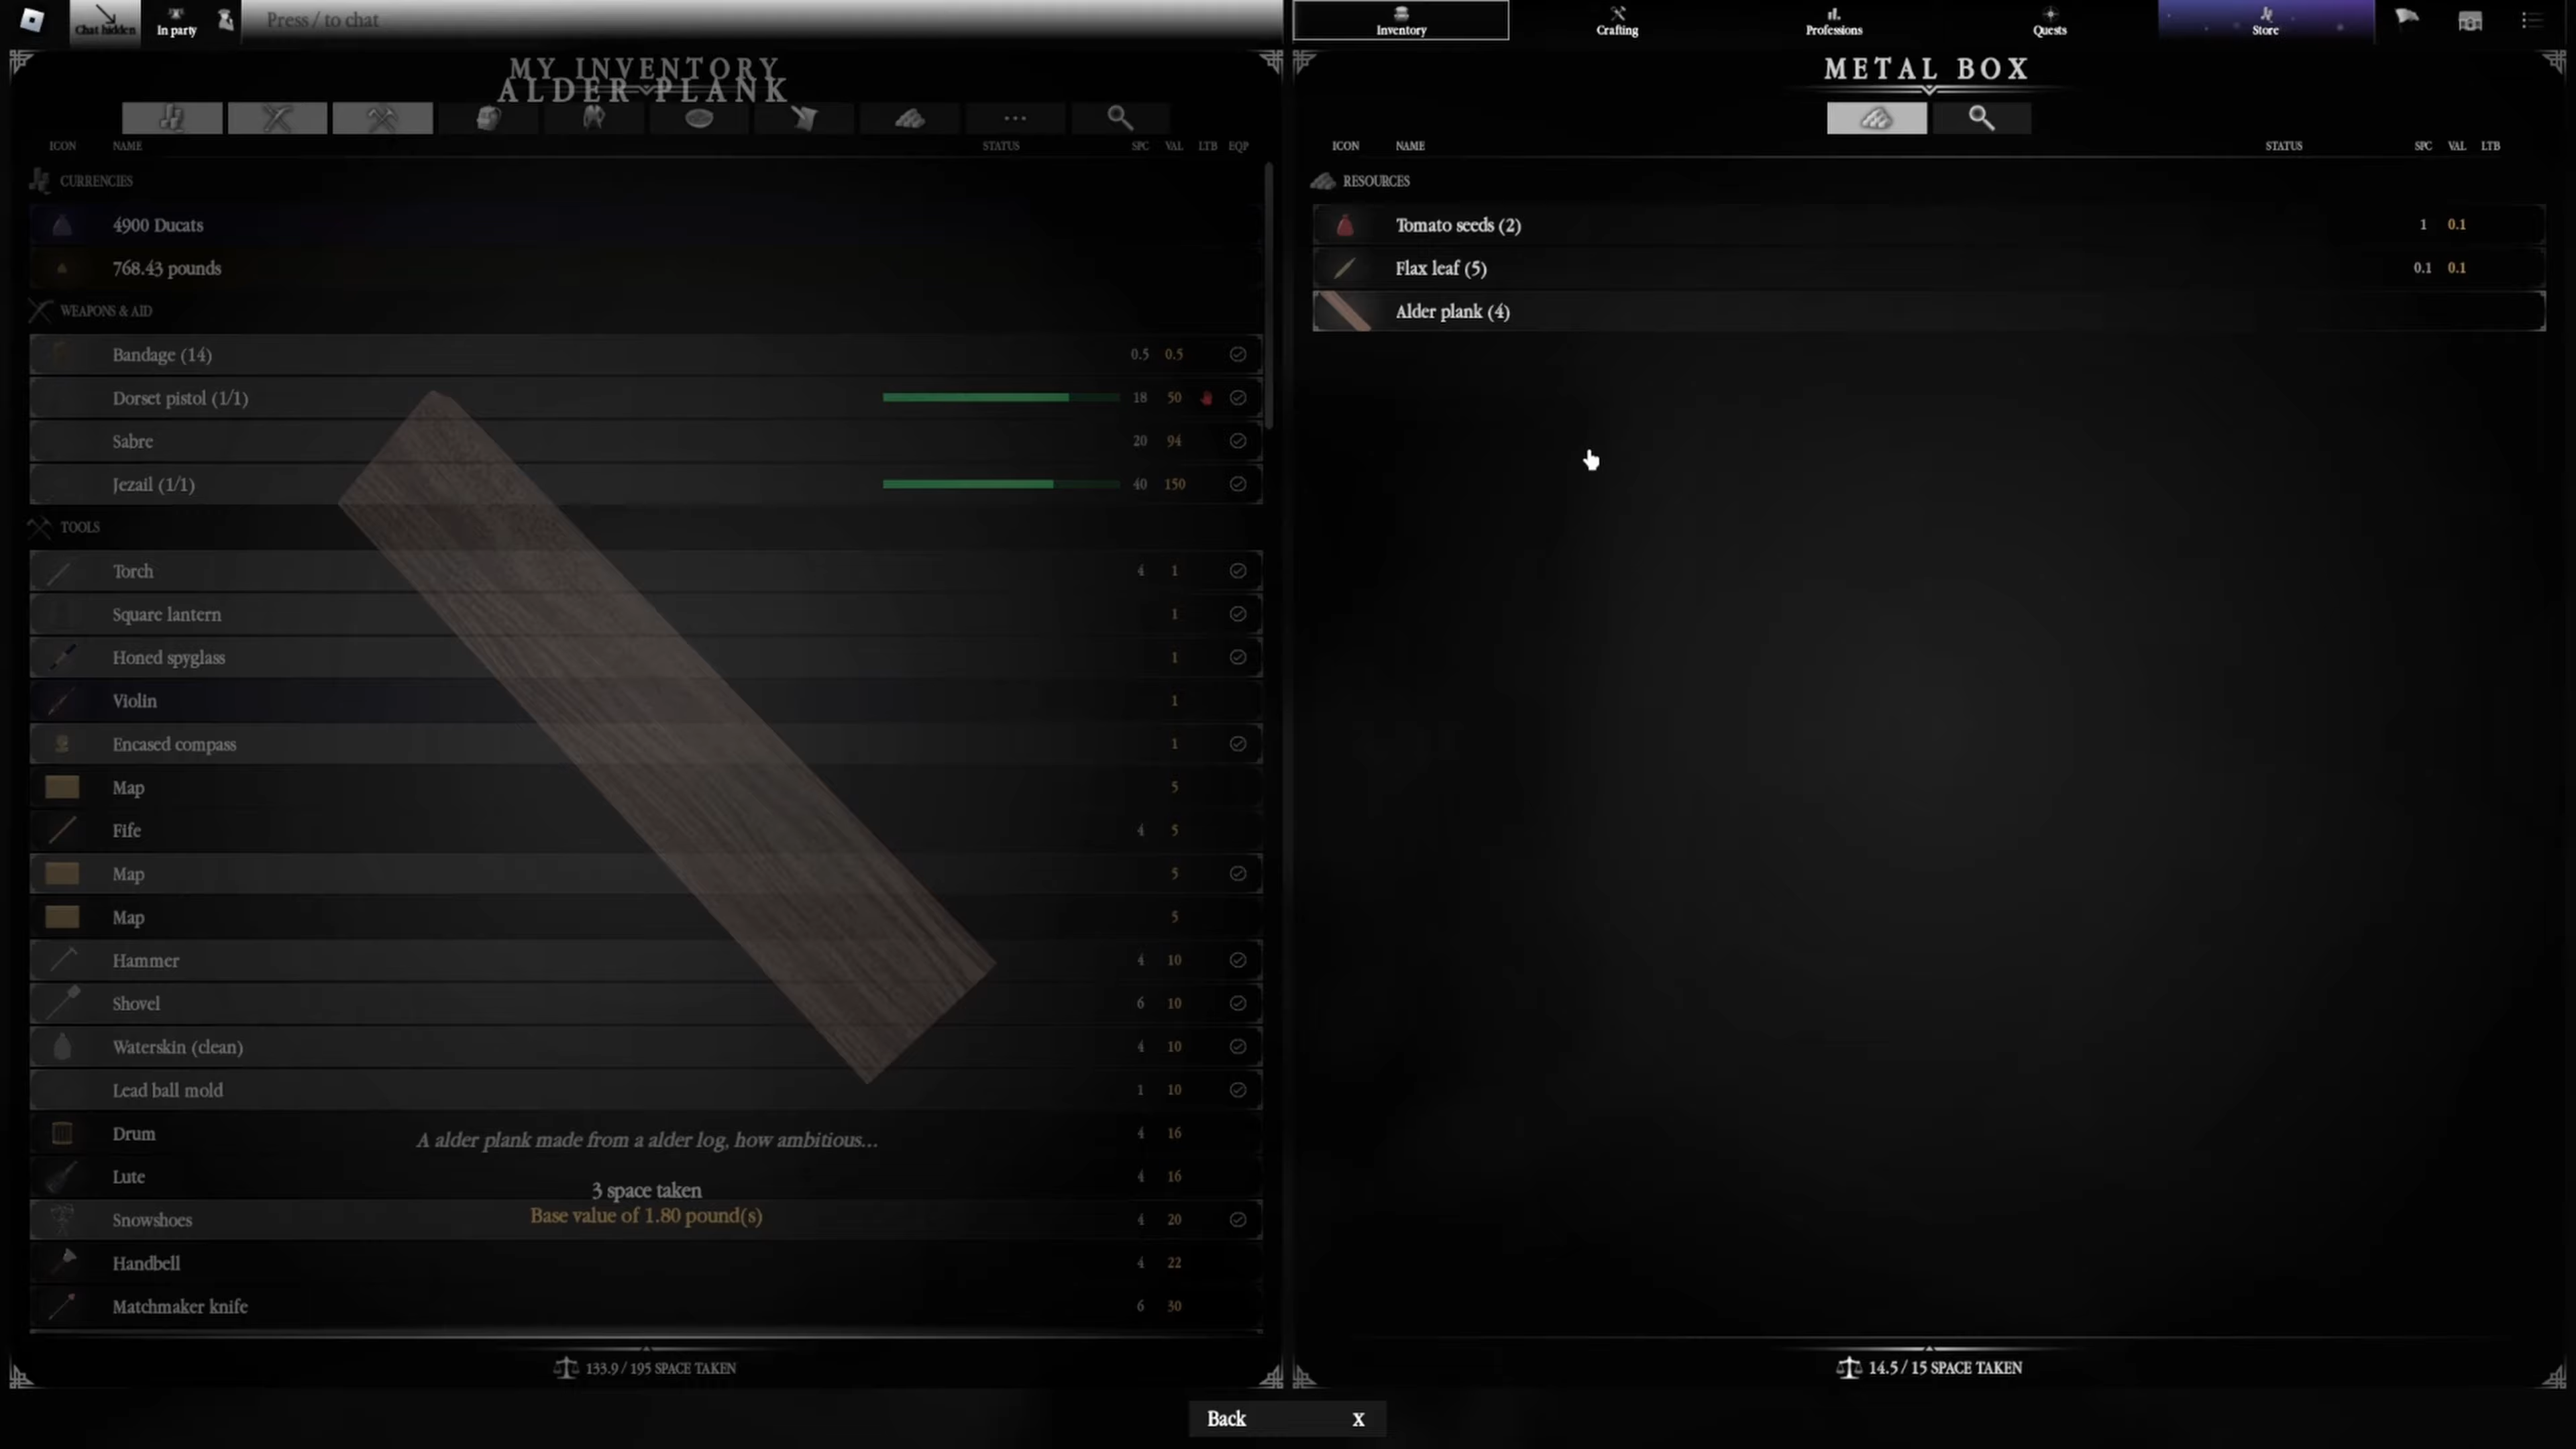 Chat hidden
In party
Press / to chat
Inventory
Crafting
Professions
Quests
Store
MY INVENTORY
ALDER PLANK
ICON NAME STATUS SPC VAL LTB EQP
CURRENCIES
4900 Ducats
768.43 pounds
WEAPONS & AID
Bandage (14) 0.5 0.5
Dorset pistol (1/1) 18 50
Sabre 20 94
Jezail (1/1) 40 150
TOOLS
Torch 4 1
Square lantern 1
Honed spyglass 1
Violin 1
Encased compass 1
Map 5
Fife 4 5
Map 5
Map 5
Hammer 4 10
Shovel 6 10
Waterskin (clean) 4 10
Lead ball mold 1 10
Drum 4 16
A alder plank made from a alder log, how ambitious...
Lute 4 16
3 space taken
Snowshoes 4 20
Base value of 1.80 pound(s)
Handbell 4 22
Matchmaker knife 6 30
133.9 / 195 SPACE TAKEN
METAL BOX
ICON NAME STATUS SPC VAL LTB
RESOURCES
Tomato seeds (2) 1 0.1
Flax leaf (5) 0.1 0.1
Alder plank (4)
14.5 / 15 SPACE TAKEN
Back X